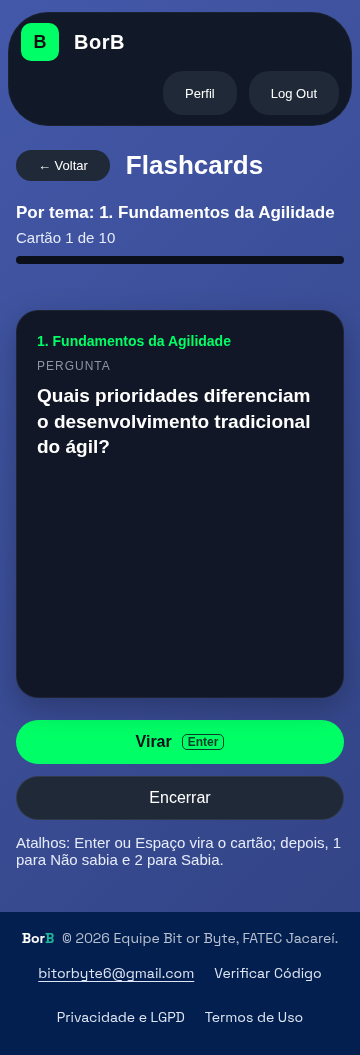 B BorB
Perfil Log Out
← Voltar Flashcards
Por tema: 1. Fundamentos da Agilidade
Cartão 1 de 10
1. Fundamentos da Agilidade
PERGUNTA
Quais prioridades diferenciam
o desenvolvimento tradicional
do ágil?
Virar Enter
Encerrar
Atalhos: Enter ou Espaço vira o cartão; depois, 1
para Não sabia e 2 para Sabia.
BorB © 2026 Equipe Bit or Byte, FATEC Jacareí.
bitorbyte6@gmail.com Verificar Código
Privacidade e LGPD Termos de Uso